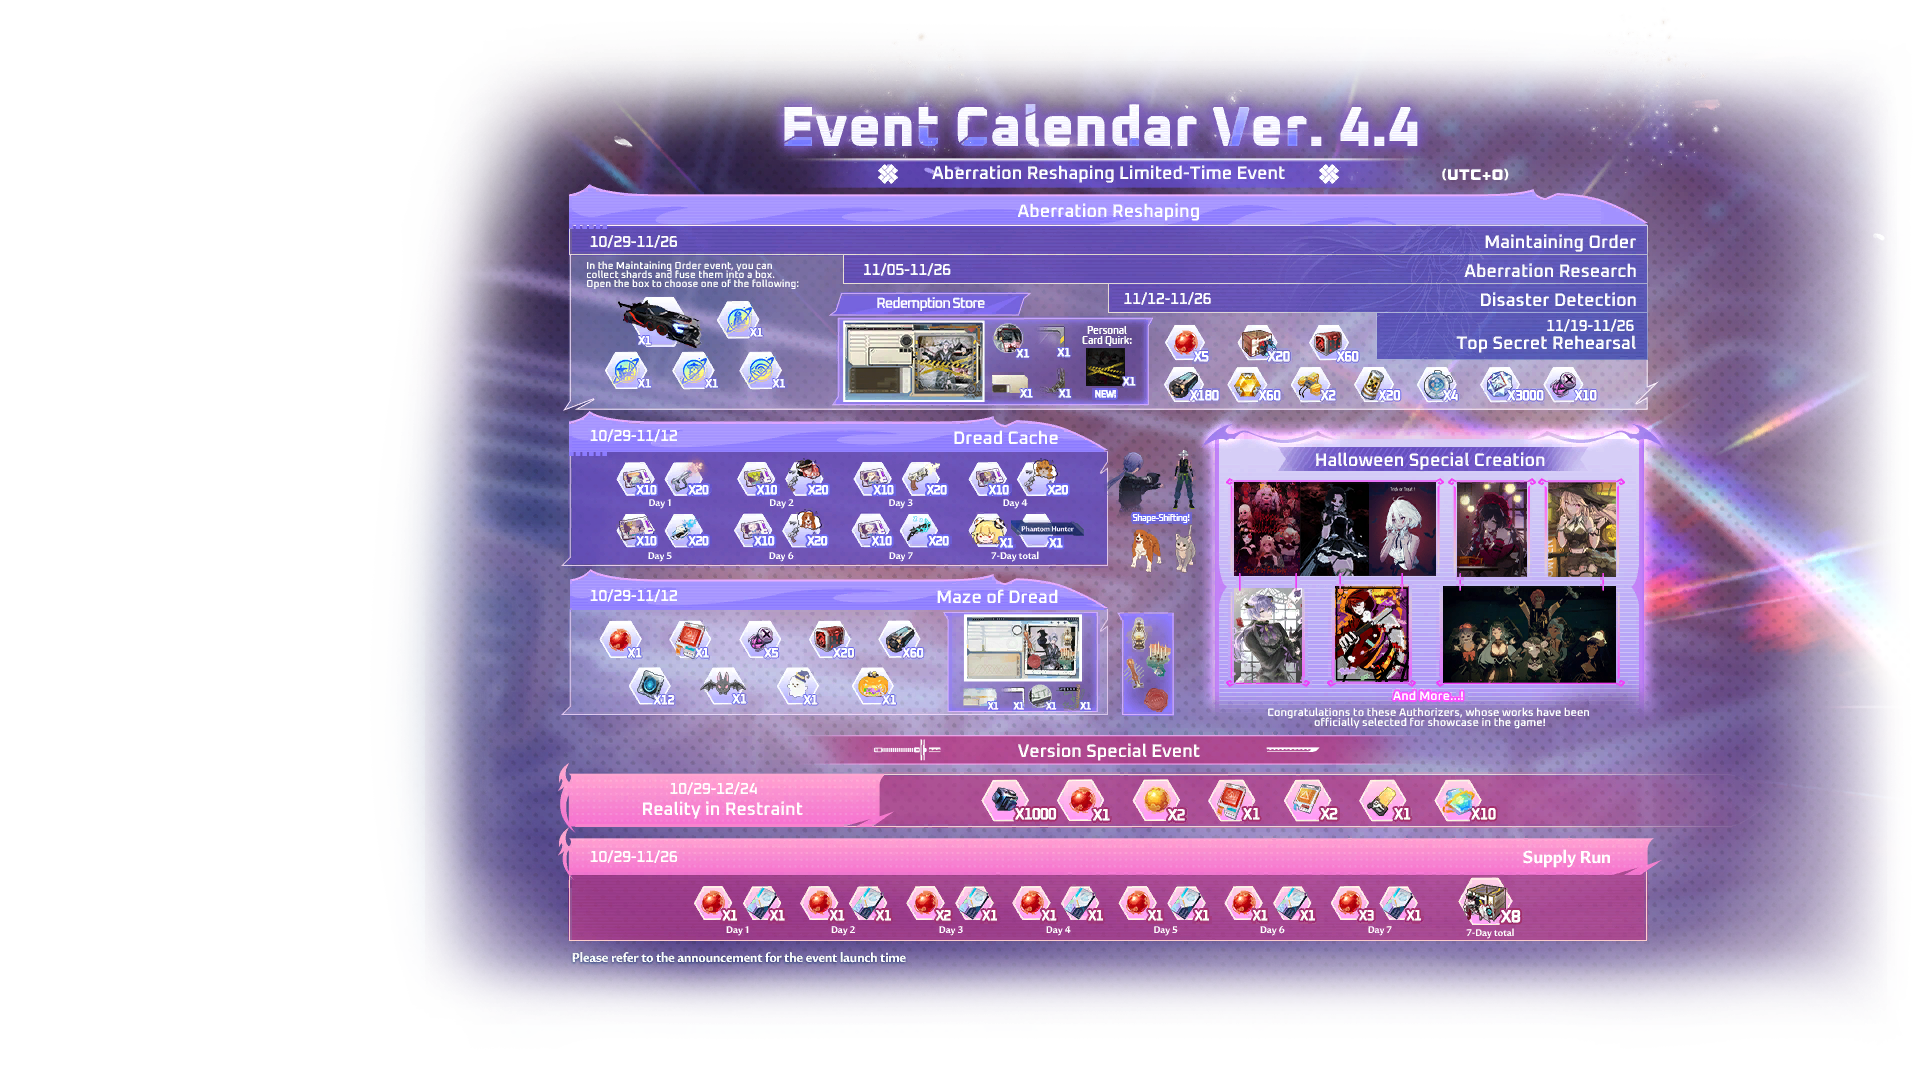 Event Calendar Ver. 4.4
Aberration Reshaping Limited-Time Event
(UTC+0)
Aberration Reshaping
10/29-11/26
Maintaining Order
In the Maintaining Order event, you can
collect shards and fuse them into a box.
Open the box to choose one of the following:
X1
X1
X1
X1
X1
11/05-11/26
Aberration Research
11/12-11/26
Disaster Detection
11/19-11/26
Top Secret Rehearsal
Redemption Store
X1
X1
X1
X1
Personal
Card Quirk:
X1
NEW!
X5
X20
X60
X180
X60
X2
X20
X4
X3000
X10
10/29-11/12
Dread Cache
X10
X20
Day 1
X10
X20
Day 2
X10
X20
Day 3
X10
X20
Day 4
X10
X20
Day 5
X10
X20
Day 6
X10
X20
Day 7
X1
Phantom Hunter
X1
7-Day total
Shape-Shifting!
10/29-11/12
Maze of Dread
X1
X1
X5
X20
X60
X12
X1
X1
X1
X1
X1
X1
X1
Halloween Special Creation
Trick or Treat !
And More...!
Congratulations to these Authorizers, whose works have been
officially selected for showcase in the game!
Version Special Event
10/29-12/24
Reality in Restraint
X1000
X1
X2
X1
X2
X1
X10
10/29-11/26
Supply Run
X1
X1
Day 1
X1
X1
Day 2
X2
X1
Day 3
X1
X1
Day 4
X1
X1
Day 5
X1
X1
Day 6
X3
X1
Day 7
X8
7-Day total
Please refer to the announcement for the event launch time